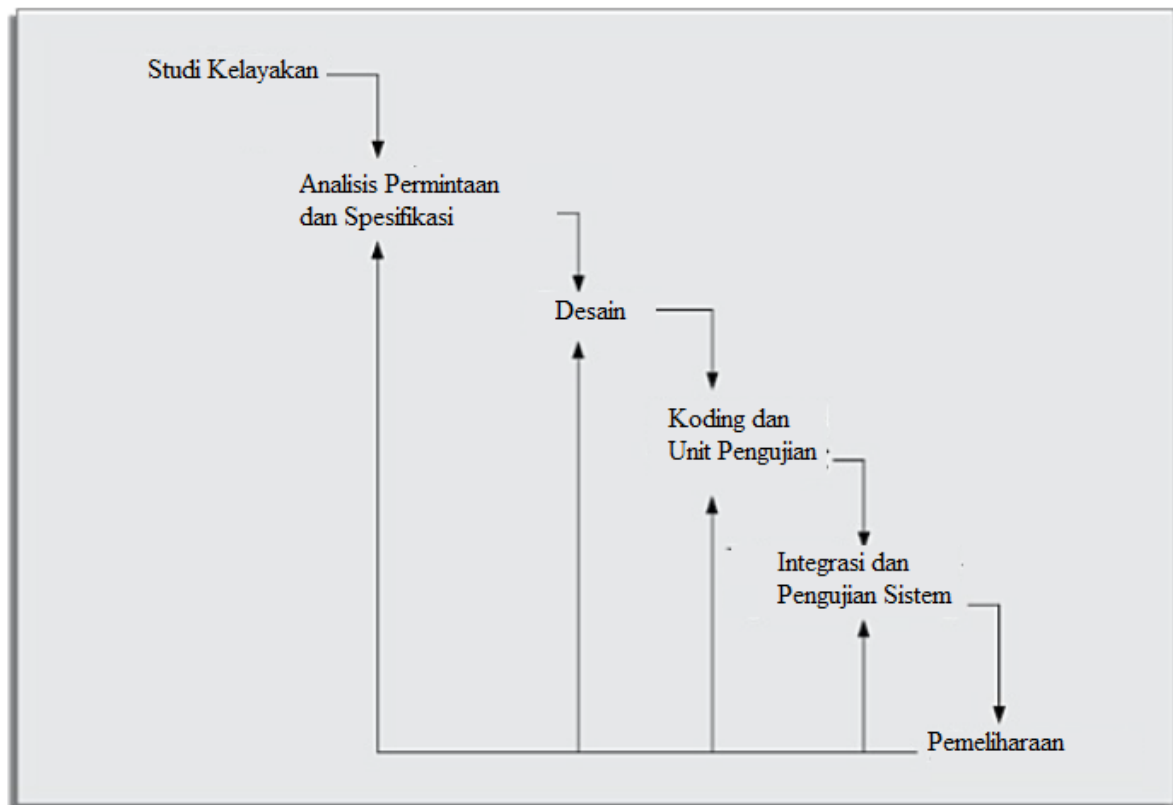 Studi Kelayakan
Analisis Permintaan
dan Spesifikasi
Desain
Koding dan
Unit Pengujian
Integrasi dan
Pengujian Sistem
Pemeliharaan